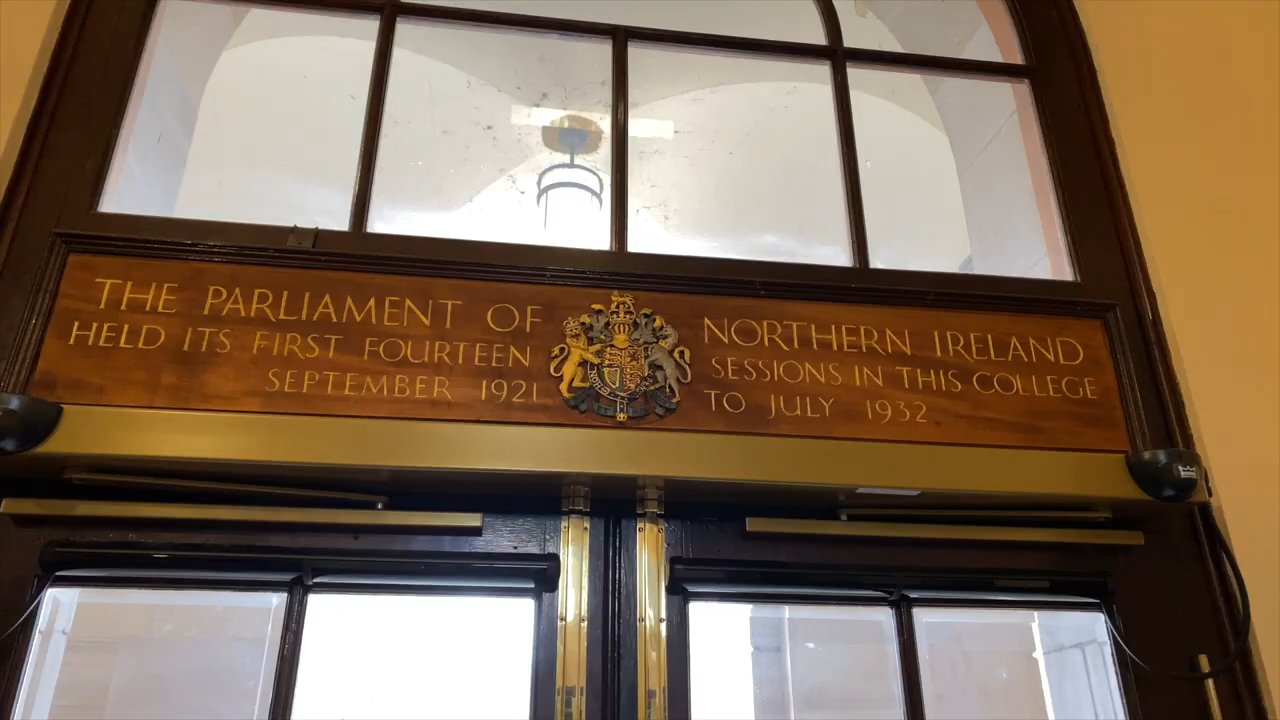 THE PARLIAMENT OF NORTHERN IRELAND
HELD ITS FIRST FOURTEEN SESSIONS IN THIS COLLEGE
SEPTEMBER 1921 TO JULY 1932